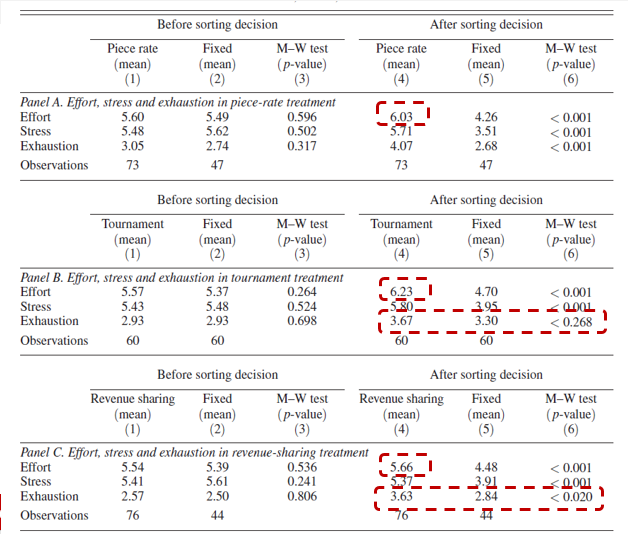 Before sorting decision After sorting decision
Piece rate Fixed M–W test Piece rate Fixed M–W test
(mean) (mean) (p-value) (mean) (mean) (p-value)
(1) (2) (3) (4) (5) (6)
Panel A. Effort, stress and exhaustion in piece-rate treatment
Effort 5.60 5.49 0.596 6.03 4.26 < 0.001
Stress 5.48 5.62 0.502 5.71 3.51 < 0.001
Exhaustion 3.05 2.74 0.317 4.07 2.68 < 0.001
Observations 73 47 73 47
Before sorting decision After sorting decision
Tournament Fixed M–W test Tournament Fixed M–W test
(mean) (mean) (p-value) (mean) (mean) (p-value)
(1) (2) (3) (4) (5) (6)
Panel B. Effort, stress and exhaustion in tournament treatment
Effort 5.57 5.37 0.264 6.23 4.70 < 0.001
Stress 5.43 5.48 0.524 5.80 3.95 < 0.001
Exhaustion 2.93 2.93 0.698 3.67 3.30 < 0.268
Observations 60 60 60 60
Before sorting decision After sorting decision
Revenue sharing Fixed M–W test Revenue sharing Fixed M–W test
(mean) (mean) (p-value) (mean) (mean) (p-value)
(1) (2) (3) (4) (5) (6)
Panel C. Effort, stress and exhaustion in revenue-sharing treatment
Effort 5.54 5.39 0.536 5.66 4.48 < 0.001
Stress 5.41 5.61 0.241 5.37 3.91 < 0.001
Exhaustion 2.57 2.50 0.806 3.63 2.84 < 0.020
Observations 76 44 76 44